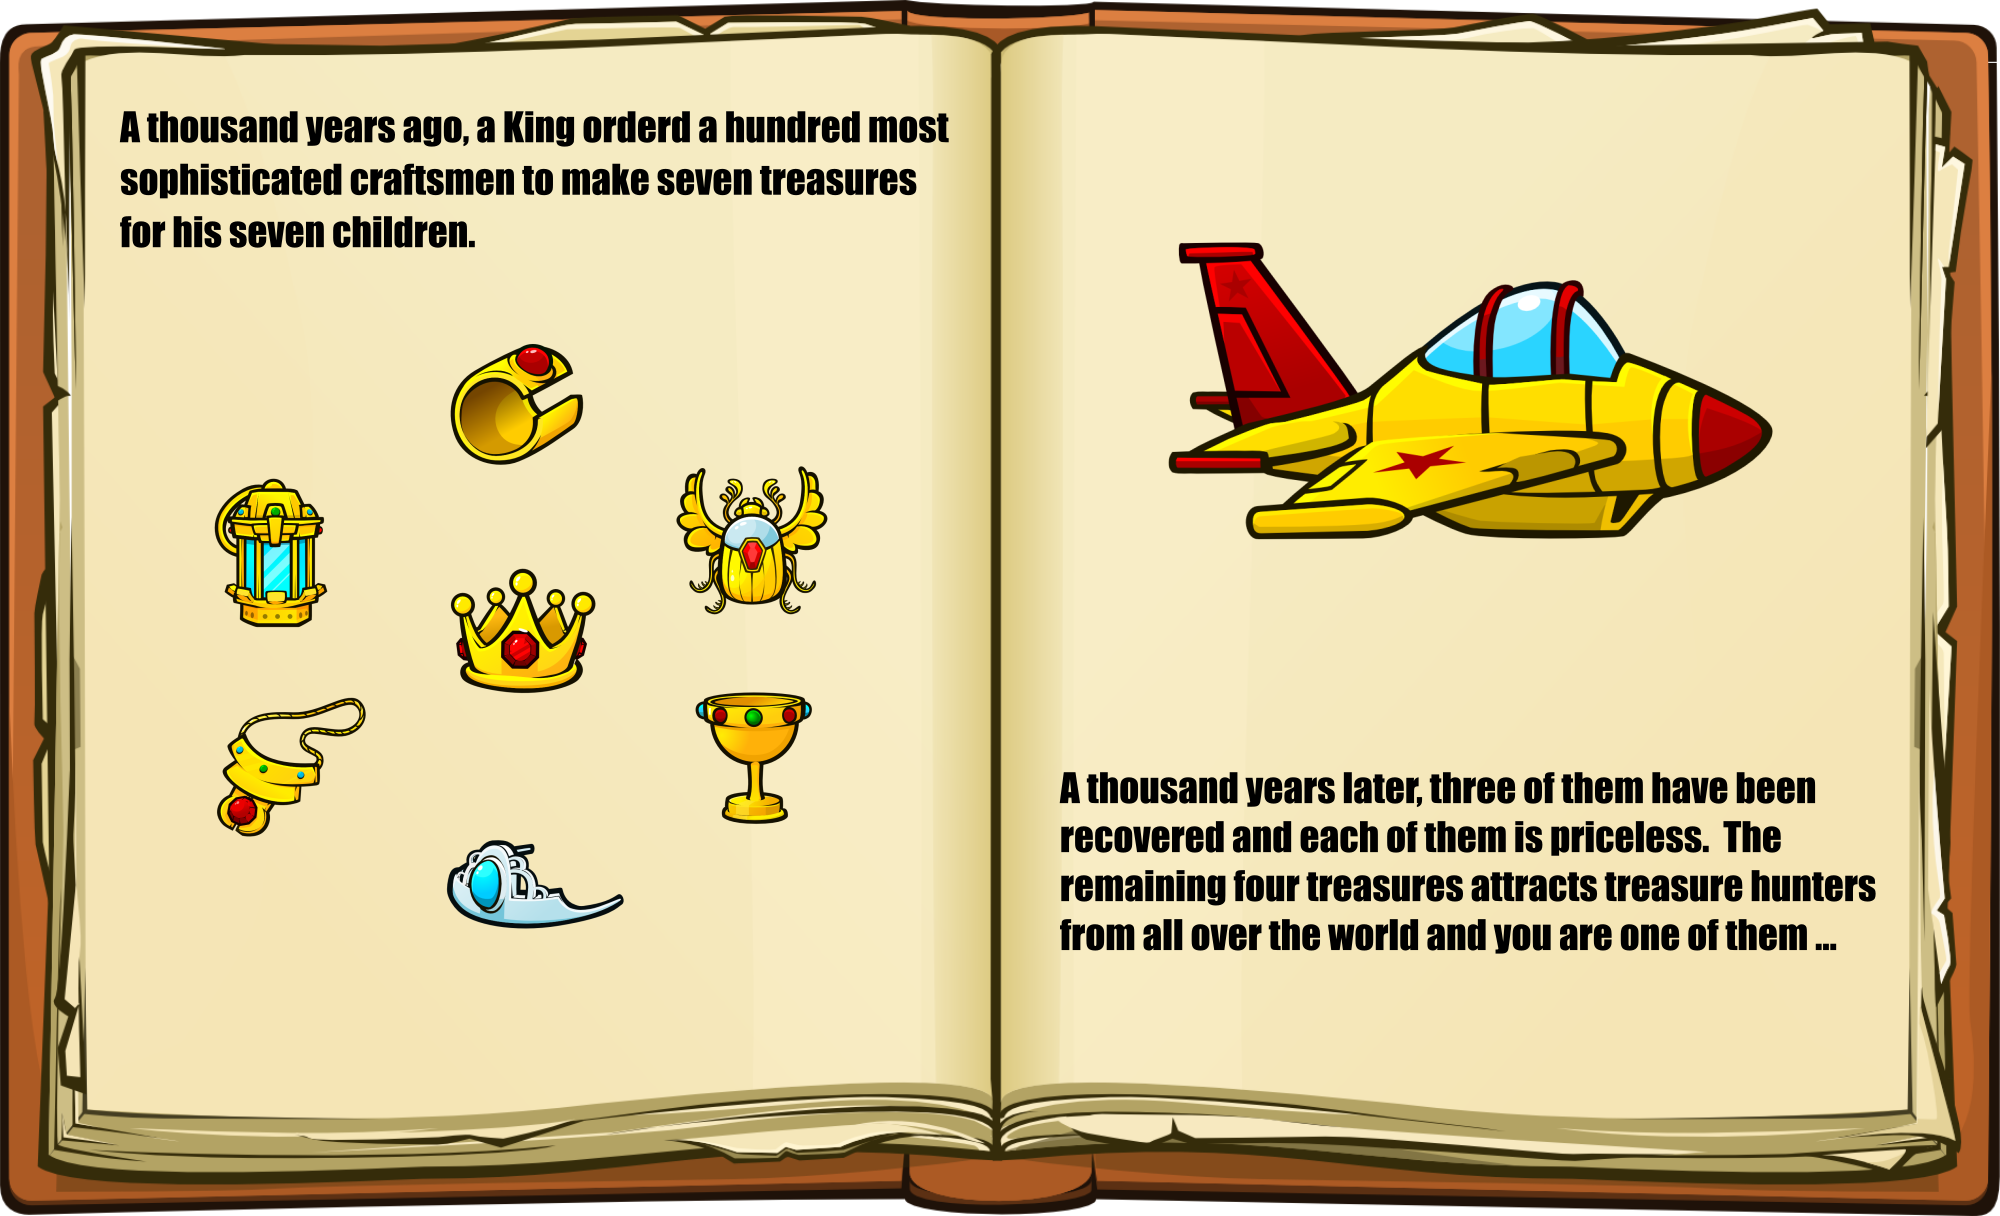 A thousand years ago, a King orderd a hundred most
sophisticated craftsmen to make seven treasures
for his seven children.
A thousand years later, three of them have been
recovered and each of them is priceless.  The
remaining four treasures attracts treasure hunters
from all over the world and you are one of them ...